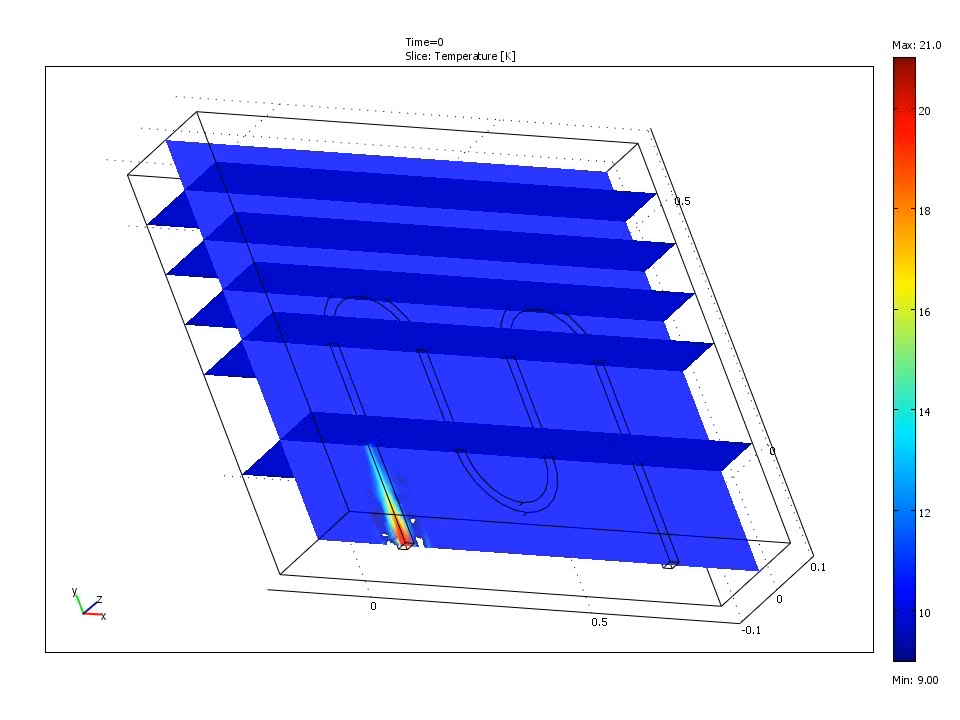 Time=0
Slice: Temperature [K]
Max: 21.0
20
18
16
14
12
10
Min: 9.00
0.5
0
0.1
0
-0.1
0
0.5
y
z
x